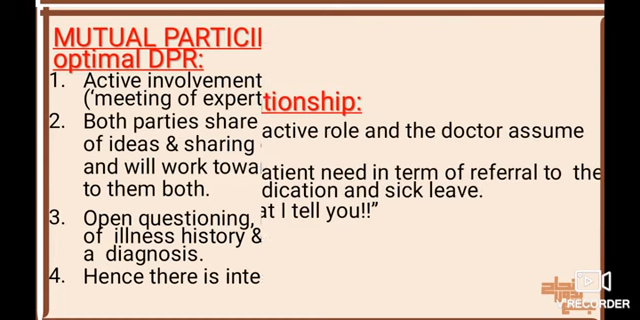 MUTUAL PARTICI
optimal DPR:
1. Active involvement
('meeting of expert
2. Both parties share
of ideas & sharing
and will work towa
to them both.
3. Open questioning,
of illness history &
a diagnosis.
4. Hence there is inte
tionship:
active role and the doctor assume
atient need in term of referral to the
dication and sick leave.
at I tell you!!”
RECORDER